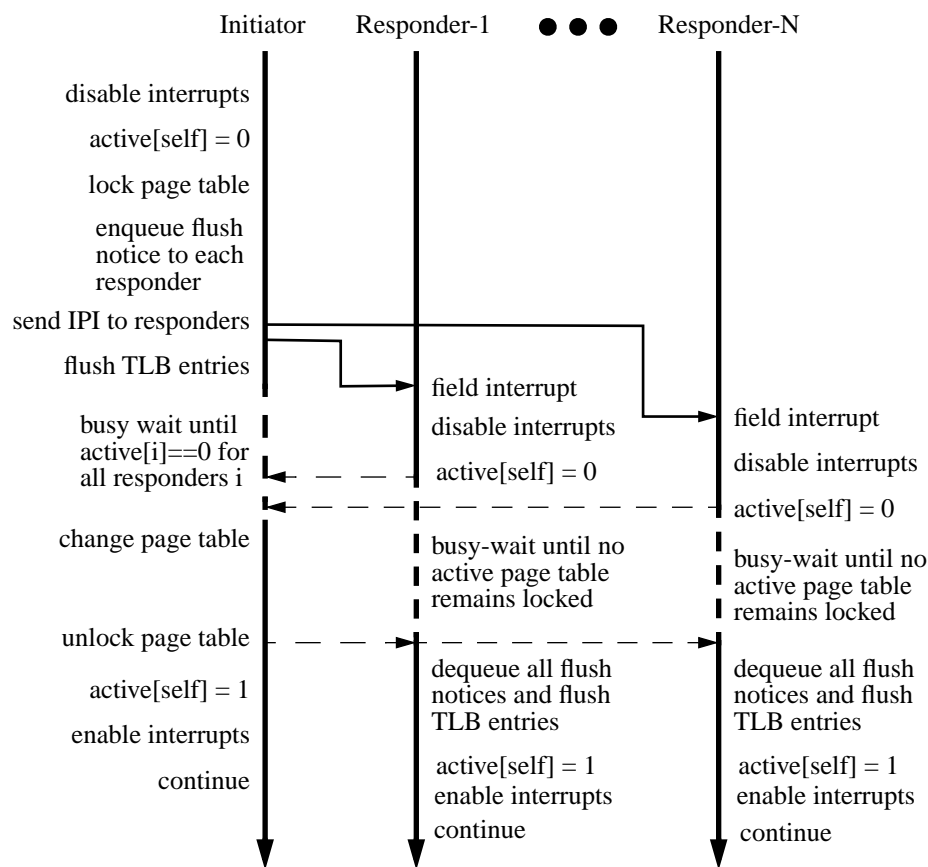 Initiator
Responder-1
Responder-N
disable interrupts
active[self] = 0
lock page table
enqueue flush
notice to each
responder
send IPI to responders
flush TLB entries
busy wait until
active[i]==0 for
all responders i
change page table
unlock page table
active[self] = 1
enable interrupts
continue
field interrupt
disable interrupts
active[self] = 0
busy-wait until no
active page table
remains locked
dequeue all flush
notices and flush
TLB entries
active[self] = 1
enable interrupts
continue
field interrupt
disable interrupts
active[self] = 0
busy-wait until no
active page table
remains locked
dequeue all flush
notices and flush
TLB entries
active[self] = 1
enable interrupts
continue